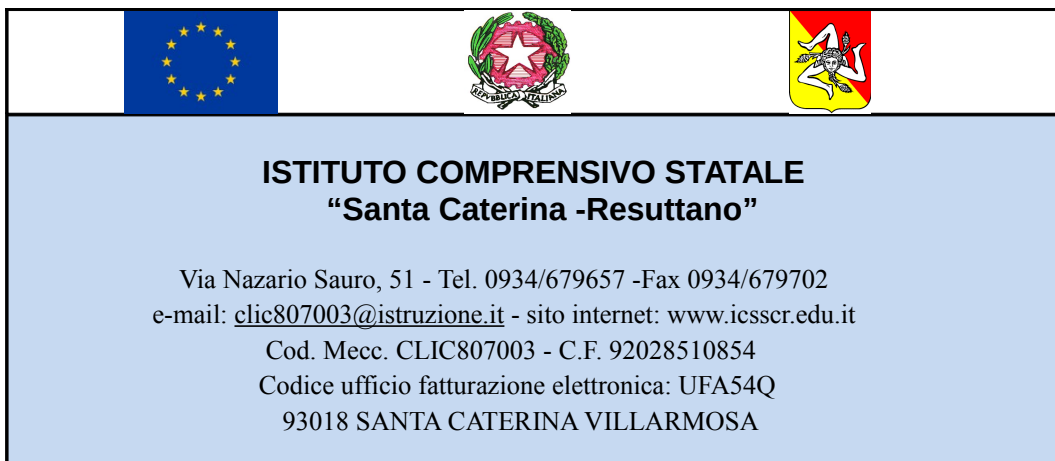 REPVBBLICA ITALIANA
ISTITUTO COMPRENSIVO STATALE
“Santa Caterina -Resuttano”
Via Nazario Sauro, 51 - Tel. 0934/679657 -Fax 0934/679702
e-mail: clic807003@istruzione.it - sito internet: www.icsscr.edu.it
Cod. Mecc. CLIC807003 - C.F. 92028510854
Codice ufficio fatturazione elettronica: UFA54Q
93018 SANTA CATERINA VILLARMOSA